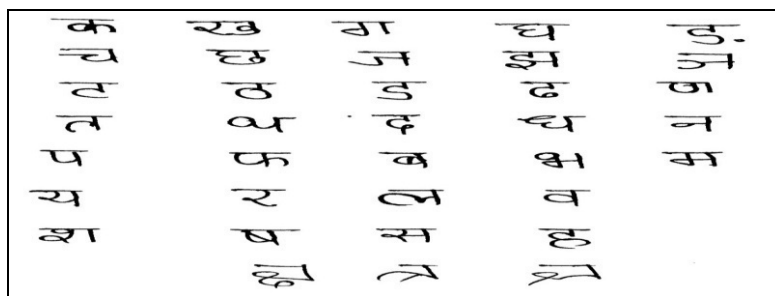 क ख ग घ ङ
च छ ज झ ञ
ट ठ ड ढ ण
त थ द ध न
प फ ब भ म
य र ल व
श ष स ह
क्ष त्र ज्ञ